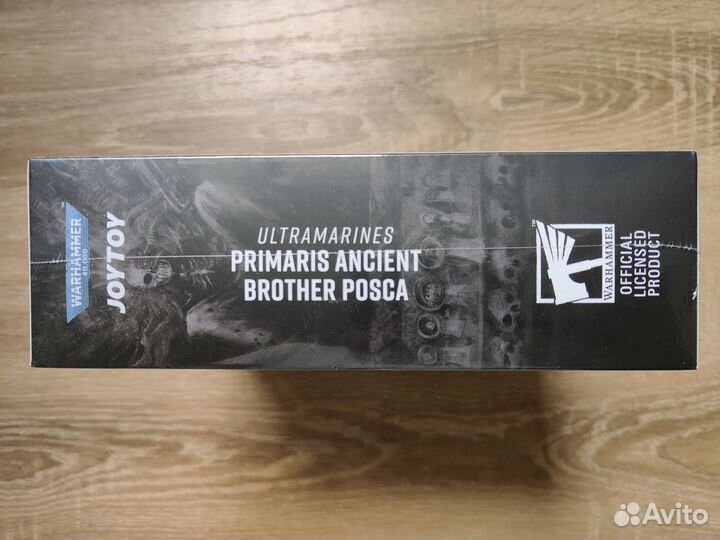 WARHAMMER
40,000
JOYTOY
ULTRAMARINES
PRIMARIS ANCIENT
BROTHER POSCA
WARHAMMER
OFFICIAL
LICENSED
PRODUCT
Avito